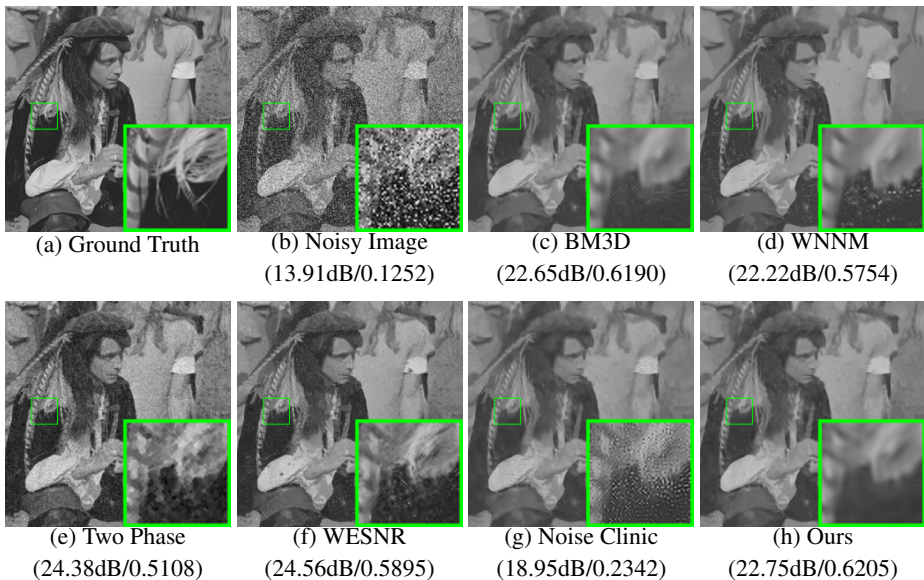 (a) Ground Truth
(b) Noisy Image
(c) BM3D
(d) WNNM
(13.91dB/0.1252)
(22.65dB/0.6190)
(22.22dB/0.5754)
(e) Two Phase
(f) WESNR
(g) Noise Clinic
(h) Ours
(24.38dB/0.5108)
(24.56dB/0.5895)
(18.95dB/0.2342)
(22.75dB/0.6205)